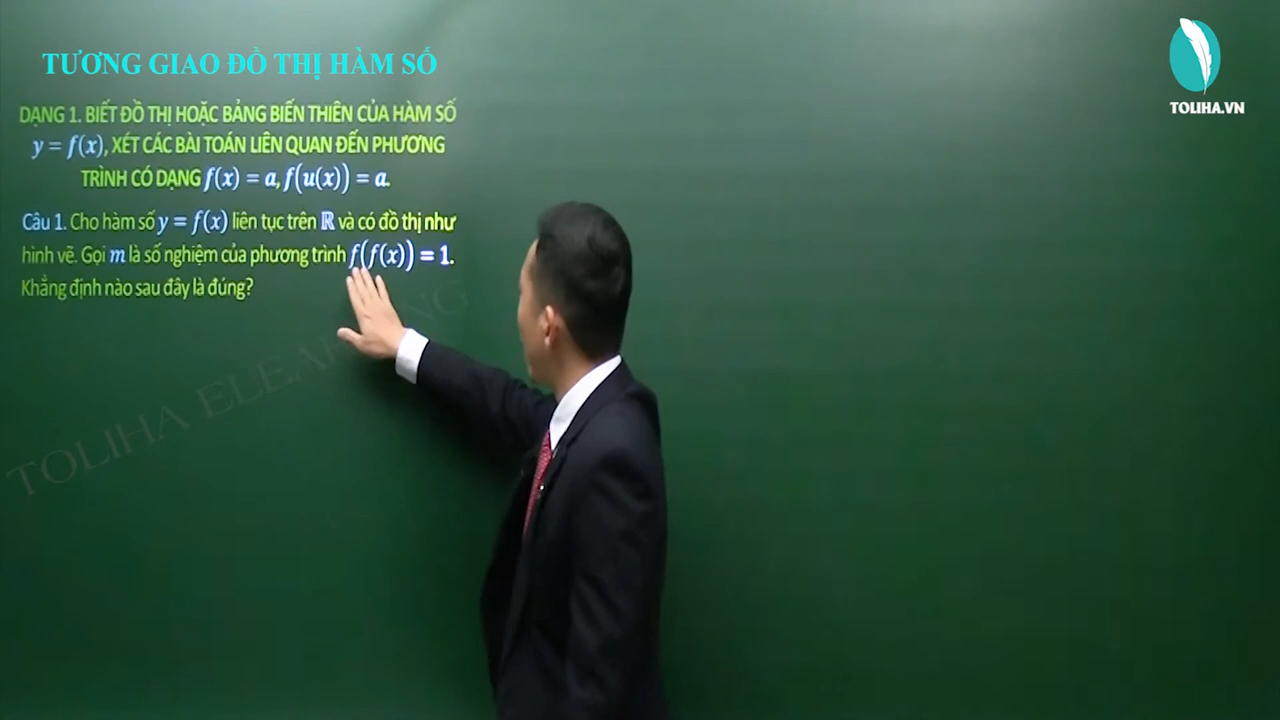 TƯƠNG GIAO ĐỒ THỊ HÀM SỐ
TOLIHA.VN
DẠNG 1. BIẾT ĐỒ THỊ HOẶC BẢNG BIẾN THIÊN CỦA HÀM SỐ
y = f(x), XÉT CÁC BÀI TOÁN LIÊN QUAN ĐẾN PHƯƠNG
TRÌNH CÓ DẠNG f(x) = a, f(u(x)) = a.
Câu 1. Cho hàm số y = f(x) liên tục trên ℝ và có đồ thị như
hình vẽ. Gọi m là số nghiệm của phương trình f(f(x)) = 1.
Khẳng định nào sau đây là đúng?
TOLIHA ELEARNING